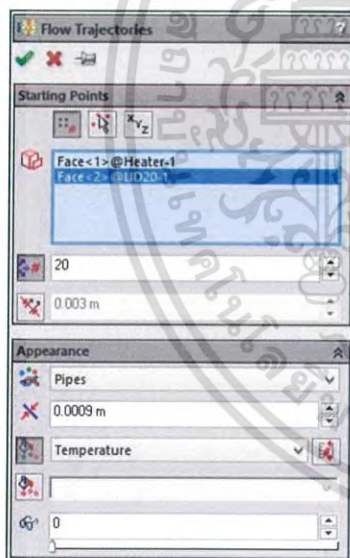 Flow Trajectories ?
Starting Points
X Y Z
Face<1>@Heater-1
Face<2>@LID20-1
20
0.003 m
Appearance
Pipes
0.0009 m
Temperature
0